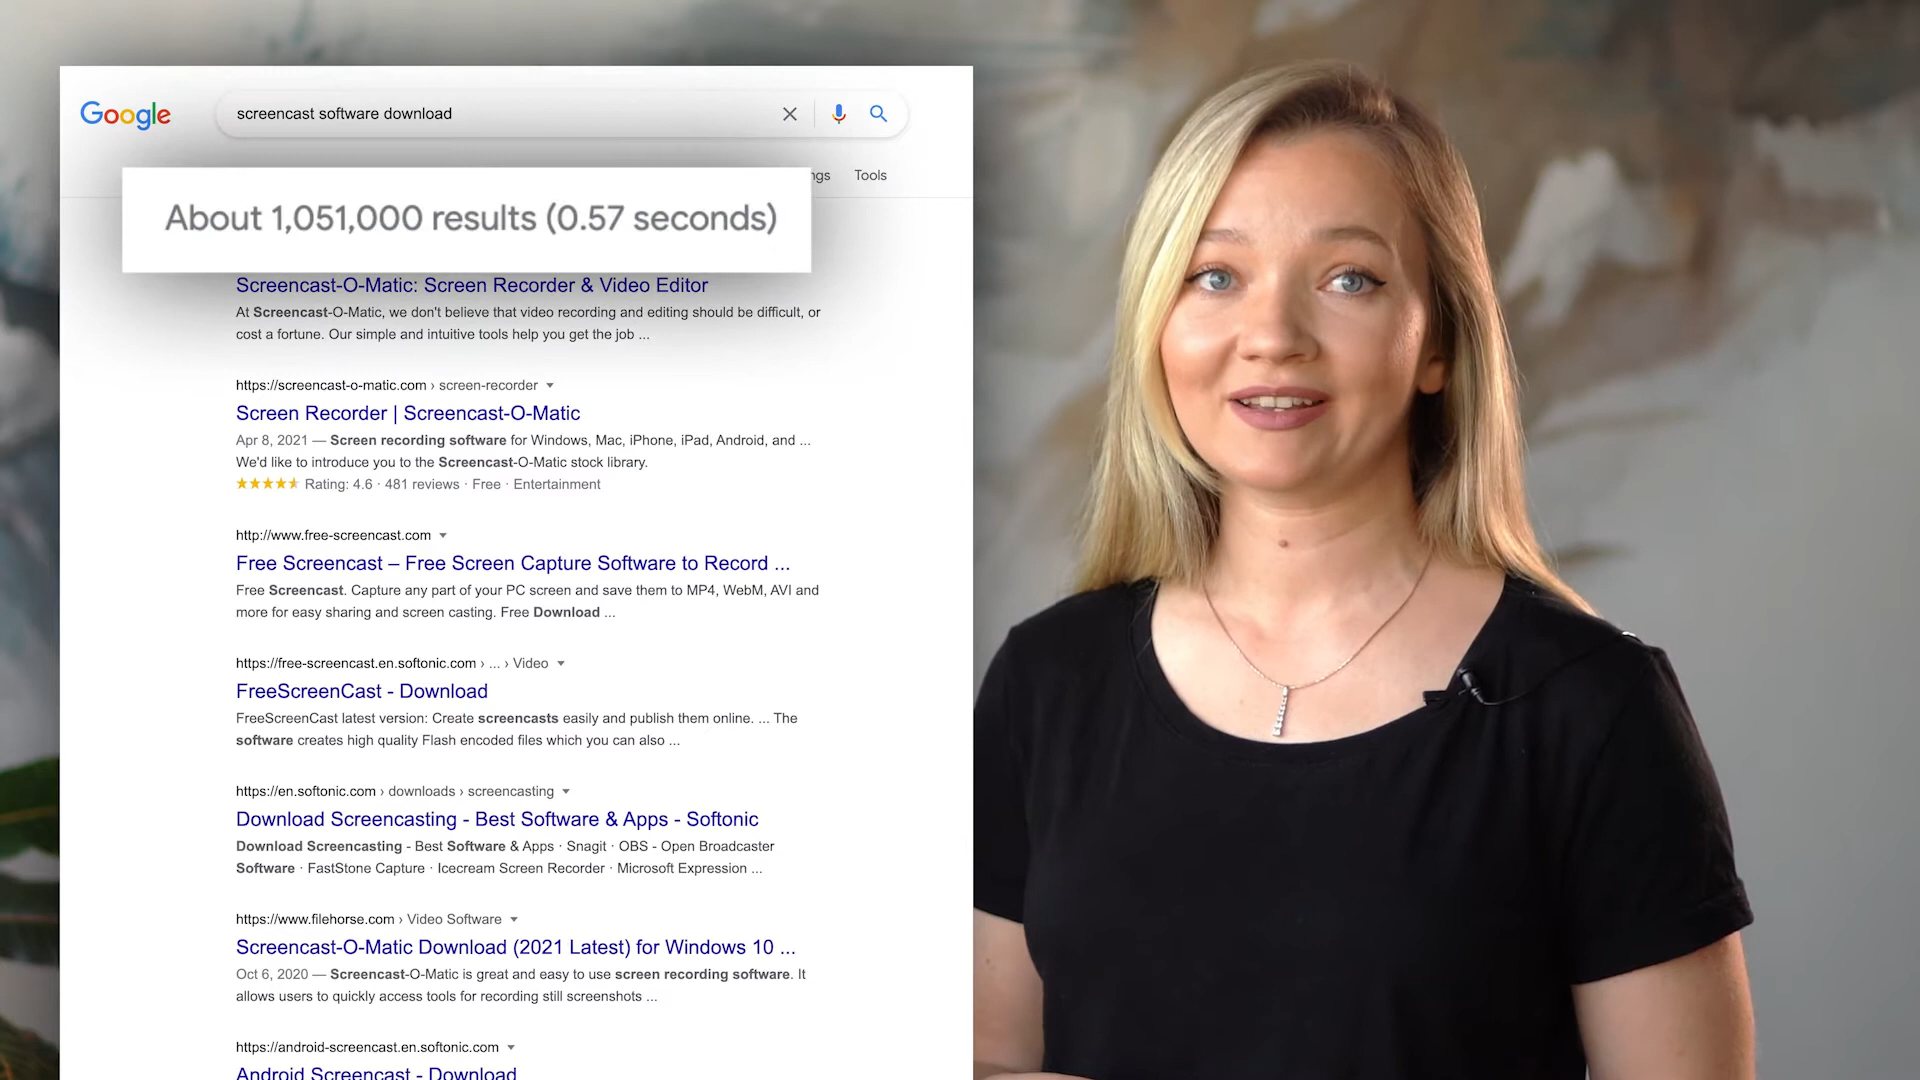 Google
screencast software download
ngs Tools
About 1,051,000 results (0.57 seconds)
Screencast-O-Matic: Screen Recorder & Video Editor
At Screencast-O-Matic, we don't believe that video recording and editing should be difficult, or
cost a fortune. Our simple and intuitive tools help you get the job ...
https://screencast-o-matic.com › screen-recorder
Screen Recorder | Screencast-O-Matic
Apr 8, 2021 — Screen recording software for Windows, Mac, iPhone, iPad, Android, and ...
We'd like to introduce you to the Screencast-O-Matic stock library.
Rating: 4.6 · 481 reviews · Free · Entertainment
http://www.free-screencast.com
Free Screencast – Free Screen Capture Software to Record ...
Free Screencast. Capture any part of your PC screen and save them to MP4, WebM, AVI and
more for easy sharing and screen casting. Free Download ...
https://free-screencast.en.softonic.com › ... › Video
FreeScreenCast - Download
FreeScreenCast latest version: Create screencasts easily and publish them online. ... The
software creates high quality Flash encoded files which you can also ...
https://en.softonic.com › downloads › screencasting
Download Screencasting - Best Software & Apps - Softonic
Download Screencasting - Best Software & Apps · Snagit · OBS - Open Broadcaster
Software · FastStone Capture · Icecream Screen Recorder · Microsoft Expression ...
https://www.filehorse.com › Video Software
Screencast-O-Matic Download (2021 Latest) for Windows 10 ...
Oct 6, 2020 — Screencast-O-Matic is great and easy to use screen recording software. It
allows users to quickly access tools for recording still screenshots ...
https://android-screencast.en.softonic.com
Android Screencast - Download